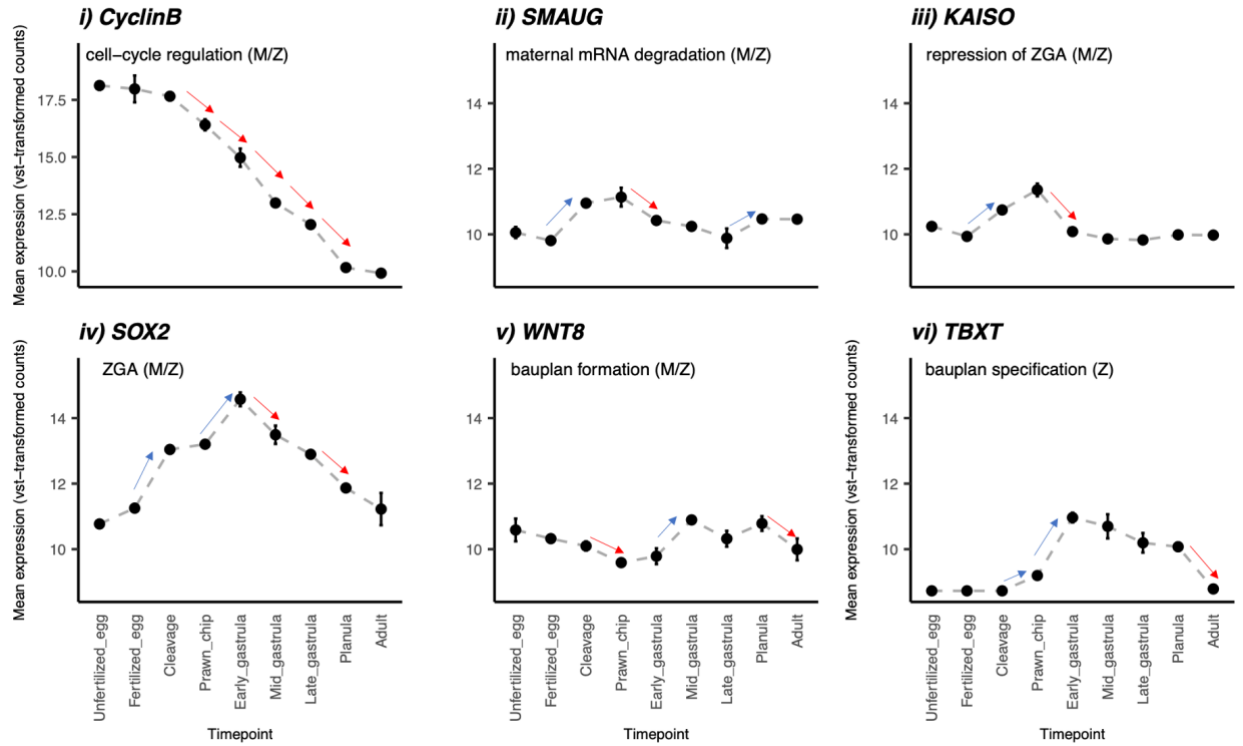 i) CyclinB
cell−cycle regulation (M/Z)
Mean expression (vst−transformed counts)
17.5
15.0
12.5
10.0
ii) SMAUG
maternal mRNA degradation (M/Z)
14
12
10
iii) KAISO
repression of ZGA (M/Z)
14
12
10
iv) SOX2
ZGA (M/Z)
Mean expression (vst−transformed counts)
14
12
10
Unfertilized_egg
Fertilized_egg
Cleavage
Prawn_chip
Early_gastrula
Mid_gastrula
Late_gastrula
Planula
Adult
Timepoint
v) WNT8
bauplan formation (M/Z)
14
12
10
Unfertilized_egg
Fertilized_egg
Cleavage
Prawn_chip
Early_gastrula
Mid_gastrula
Late_gastrula
Planula
Adult
Timepoint
vi) TBXT
bauplan specification (Z)
Mean expression (vst−transformed counts)
14
12
10
Unfertilized_egg
Fertilized_egg
Cleavage
Prawn_chip
Early_gastrula
Mid_gastrula
Late_gastrula
Planula
Adult
Timepoint